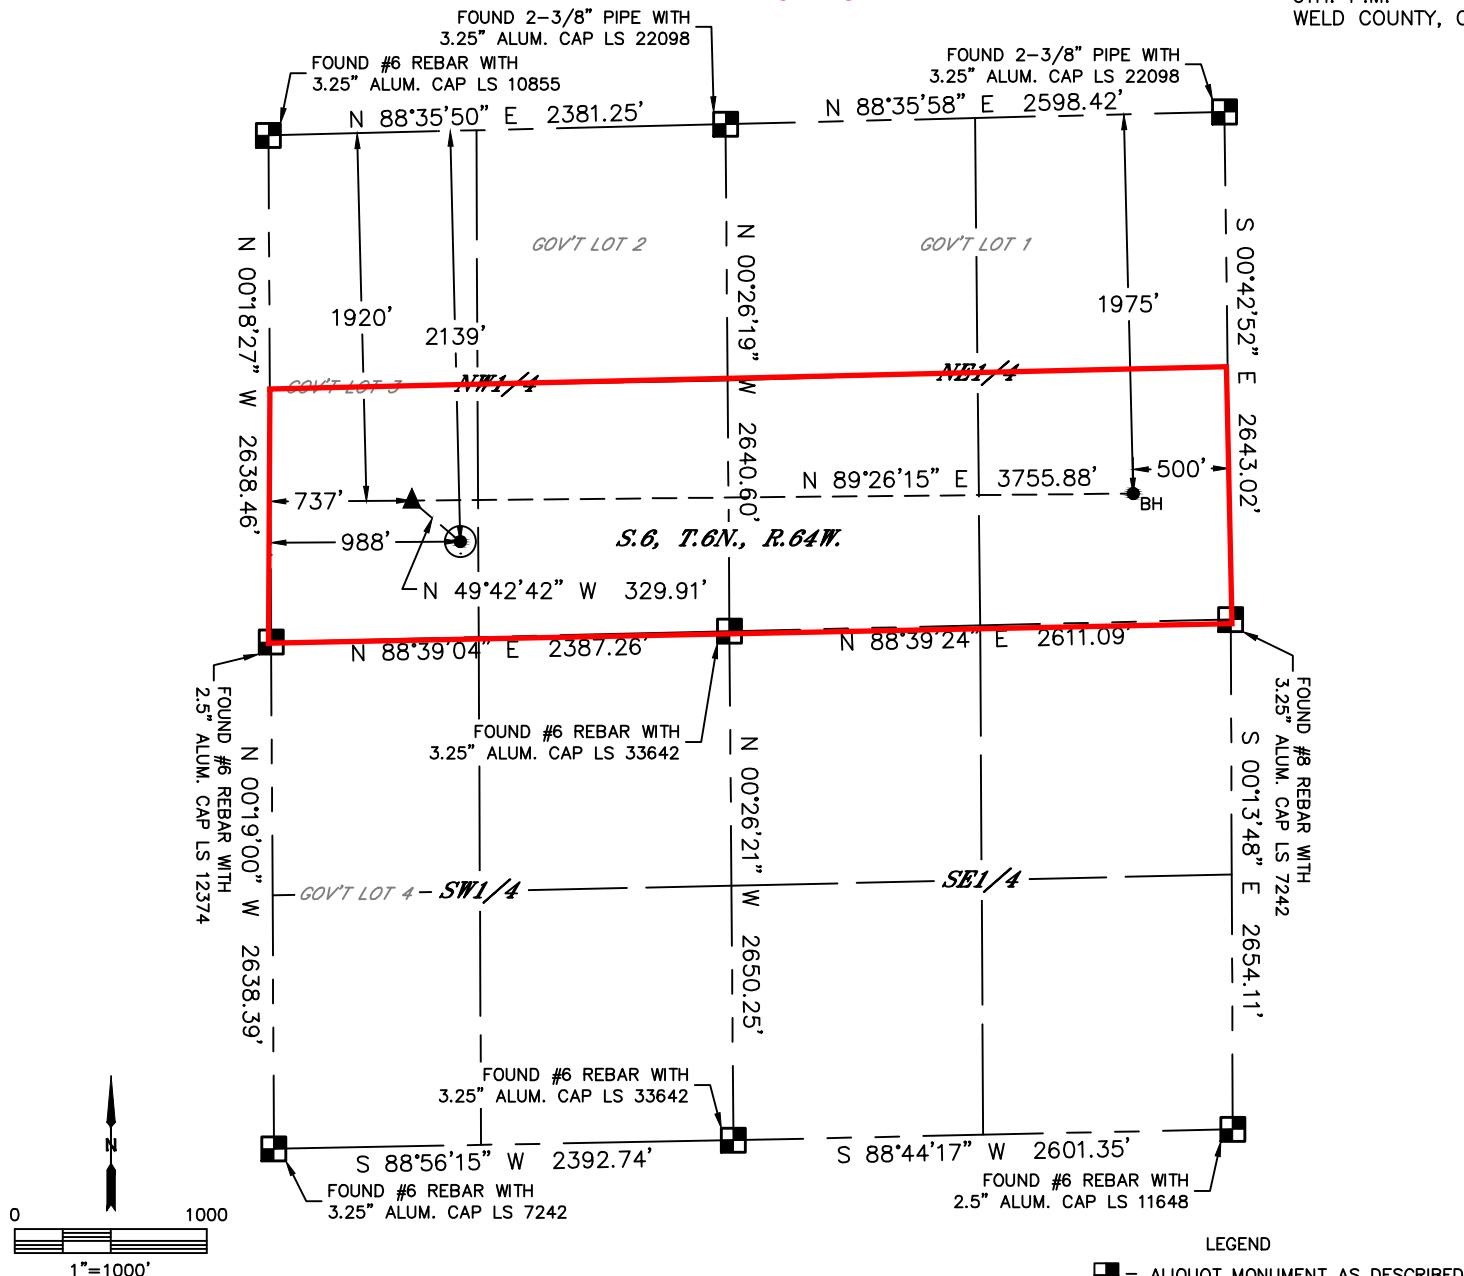 FOUND 2-3/8" PIPE WITH
3.25" ALUM. CAP LS 22098
WELD COUNTY, C
FOUND #6 REBAR WITH
3.25" ALUM. CAP LS 10855
FOUND 2-3/8" PIPE WITH
3.25" ALUM. CAP LS 22098
N 88°35'50" E 2381.25'
N 88°35'58" E 2598.42'
GOV'T LOT 2
GOV'T LOT 1
N 00°18'27" W 2638.46'
N 00°26'19" W 2640.60'
S 00°42'52" E 2643.02'
1920'
2139'
1975'
GOV'T LOT 3
NW1/4
NE1/4
737'
N 89°26'15" E 3755.88'
500'
BH
988'
S.6, T.6N., R.64W.
N 49°42'42" W 329.91'
N 88°39'04" E 2387.26'
N 88°39'24" E 2611.09'
FOUND #6 REBAR WITH
2.5" ALUM. CAP LS 12374
FOUND #6 REBAR WITH
3.25" ALUM. CAP LS 33642
FOUND #8 REBAR WITH
3.25" ALUM. CAP LS 7242
N 00°19'00" W 2638.39'
N 00°26'21" W 2650.25'
S 00°13'48" E 2654.11'
GOV'T LOT 4
SW1/4
SE1/4
FOUND #6 REBAR WITH
3.25" ALUM. CAP LS 33642
N
S 88°56'15" W 2392.74'
S 88°44'17" W 2601.35'
FOUND #6 REBAR WITH
3.25" ALUM. CAP LS 7242
FOUND #6 REBAR WITH
2.5" ALUM. CAP LS 11648
0 1000
1"=1000'
LEGEND
= ALIQUOT MONUMENT AS DESCRIBED